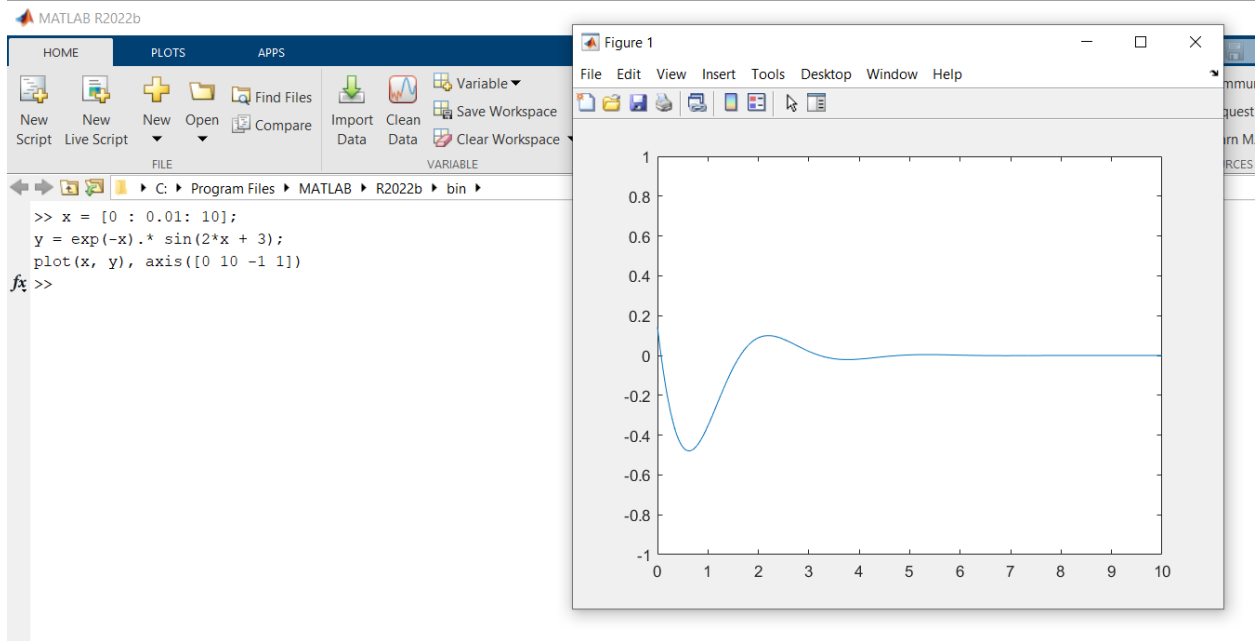 MATLAB R2022b
HOME PLOTS APPS
New Script
New Live Script
New
Open
Find Files
Compare
FILE
Import Data
Clean Data
Variable
Save Workspace
Clear Workspace
VARIABLE
C: Program Files MATLAB R2022b bin
>> x = [0 : 0.01: 10];
y = exp(-x).* sin(2*x + 3);
plot(x, y), axis([0 10 -1 1])
fx >>
Figure 1
File Edit View Insert Tools Desktop Window Help
1
0.8
0.6
0.4
0.2
0
-0.2
-0.4
-0.6
-0.8
-1
0 1 2 3 4 5 6 7 8 9 10